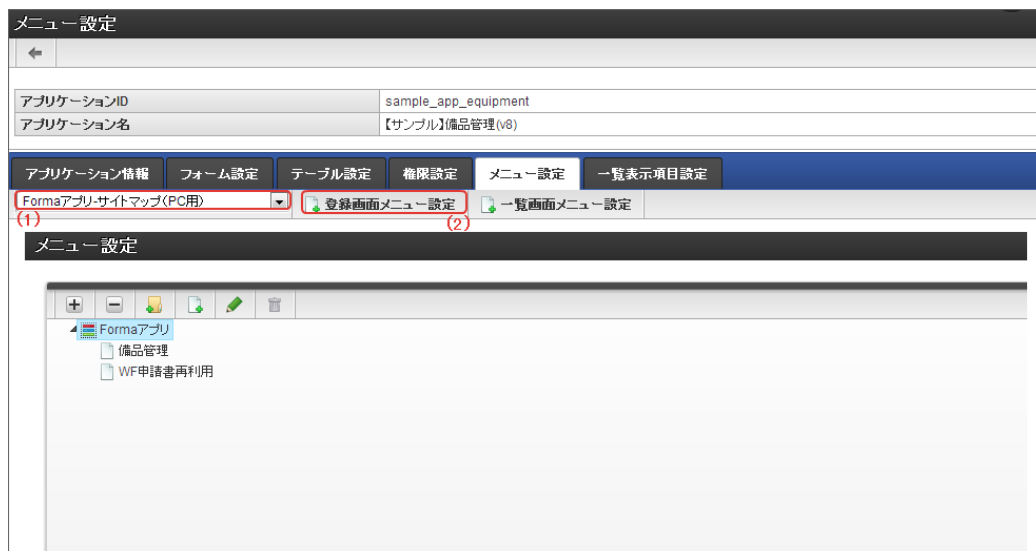 メニュー設定
アプリケーションID sample_app_equipment
アプリケーション名 【サンプル】備品管理(v8)
アプリケーション情報 フォーム設定 テーブル設定 権限設定 メニュー設定 一覧表示項目設定
Formaアプリ-サイトマップ(PC用) 登録画面メニュー設定 一覧画面メニュー設定
(1) (2)
メニュー設定
Formaアプリ
備品管理
WF申請書再利用